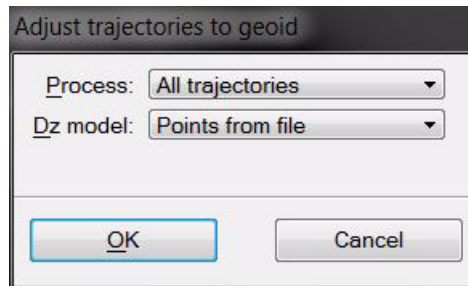 Adjust trajectories to geoid
Process: All trajectories
Dz model: Points from file
OK Cancel